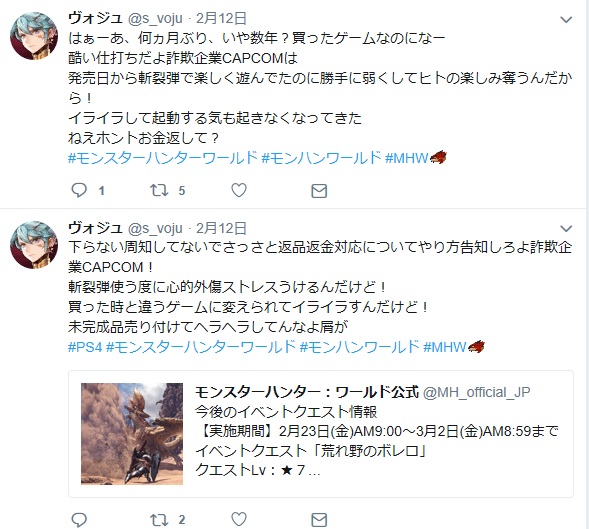 ヴォジュ @s_voju・2月12日
はぁーあ、何ヵ月ぶり、いや数年？買ったゲームなのになー
酷い仕打ちだよ詐欺企業CAPCOMは
発売日から斬裂弾で楽しく遊んでたのに勝手に弱くしてヒトの楽しみ奪うんだか
ら！
イライラして起動する気も起きなくなってきた
ねえホントお金返して？
#モンスターハンターワールド #モンハンワールド #MHW
1 5
ヴォジュ @s_voju・2月12日
下らない周知してないでさっさと返品返金対応についてやり方告知しろよ詐欺企
業CAPCOM！
斬裂弾使う度に心的外傷ストレスうけるんだけど！
買った時と違うゲームに変えられてイライラすんだけど！
未完成品売り付けてヘラヘラしてんなよ屑が
#PS4 #モンスターハンターワールド #モンハンワールド #MHW
モンスターハンター：ワールド公式 @MH_official_JP
今後のイベントクエスト情報
【実施期間】2月23日(金)AM9:00～3月2日(金)AM8:59まで
イベントクエスト「荒れ野のボレロ」
クエストLv：★７...
2